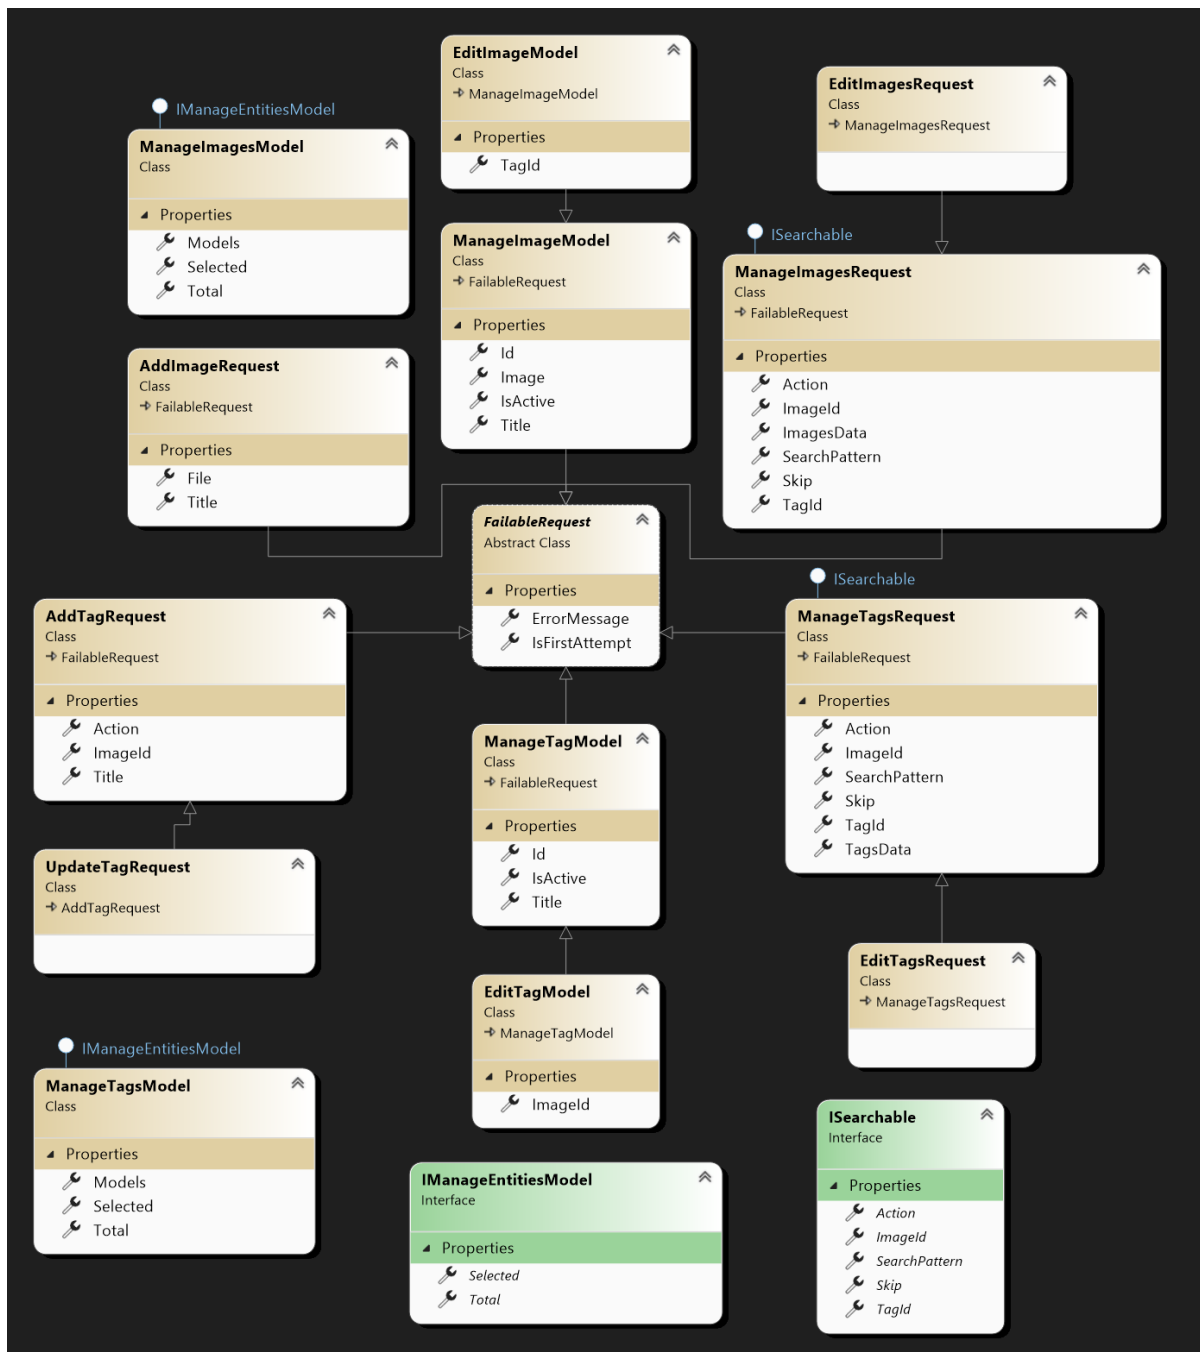 EditImageModel
Class
ManageImageModel
Properties
TagId
EditImagesRequest
Class
ManageImagesRequest
IManageEntitiesModel
ManageImagesModel
Class
Properties
Models
Selected
Total
ManageImageModel
Class
FailableRequest
Properties
Id
Image
IsActive
Title
ISearchable
ManageImagesRequest
Class
FailableRequest
Properties
Action
ImageId
ImagesData
SearchPattern
Skip
TagId
AddImageRequest
Class
FailableRequest
Properties
File
Title
FailableRequest
Abstract Class
Properties
ErrorMessage
IsFirstAttempt
AddTagRequest
Class
FailableRequest
Properties
Action
ImageId
Title
ISearchable
ManageTagsRequest
Class
FailableRequest
Properties
Action
ImageId
SearchPattern
Skip
TagId
TagsData
ManageTagModel
Class
FailableRequest
Properties
Id
IsActive
Title
UpdateTagRequest
Class
AddTagRequest
EditTagsRequest
Class
ManageTagsRequest
EditTagModel
Class
ManageTagModel
Properties
ImageId
IManageEntitiesModel
ManageTagsModel
Class
Properties
Models
Selected
Total
IManageEntitiesModel
Interface
Properties
Selected
Total
ISearchable
Interface
Properties
Action
ImageId
SearchPattern
Skip
TagId